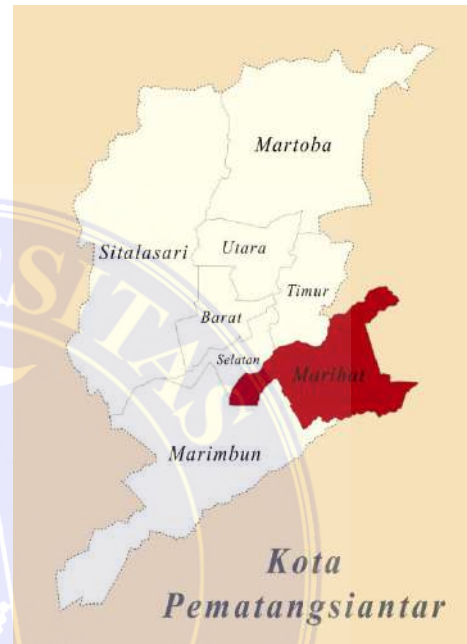 Martoba
Utara
Sitalasari
Timur
Barat
Selatan
Marihat
Marimbun
Kota
Pematangsiantar